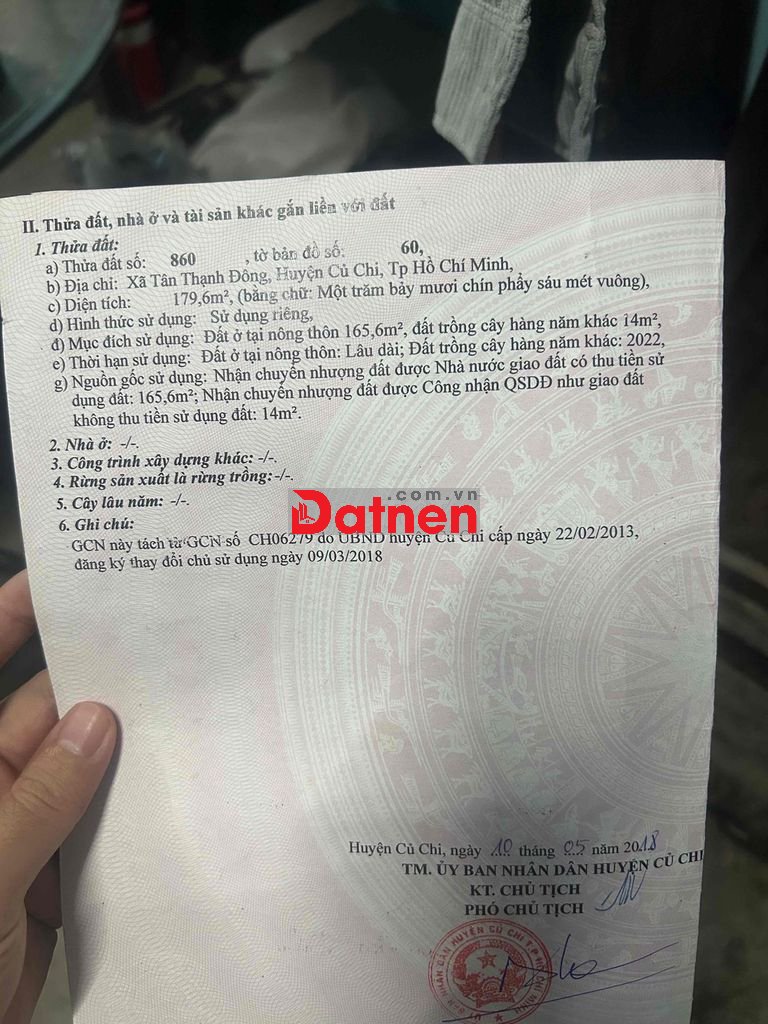 II. Thửa đất, nhà ở và tài sản khác gắn liền với đất
1. Thửa đất:
a) Thửa đất số: 860 , tờ bản đồ số: 60,
b) Địa chỉ: Xã Tân Thạnh Đông, Huyện Củ Chi, Tp Hồ Chí Minh,
c) Diện tích: 179,6m², (bằng chữ: Một trăm bảy mươi chín phẩy sáu mét vuông),
d) Hình thức sử dụng: Sử dụng riêng,
đ) Mục đích sử dụng: Đất ở tại nông thôn 165,6m², đất trồng cây hàng năm khác 14m²,
e) Thời hạn sử dụng: Đất ở tại nông thôn: Lâu dài; Đất trồng cây hàng năm khác: 2022,
g) Nguồn gốc sử dụng: Nhận chuyển nhượng đất được Nhà nước giao đất có thu tiền sử
dụng đất: 165,6m²; Nhận chuyển nhượng đất được Công nhận QSDĐ như giao đất
không thu tiền sử dụng đất: 14m².
2. Nhà ở: -/-.
3. Công trình xây dựng khác: -/-.
4. Rừng sản xuất là rừng trồng:-/-.
5. Cây lâu năm: -/-.
6. Ghi chú:
.com.vn
Datnen
GCN này tách từ GCN số CH06279 do UBND huyện Củ Chi cấp ngày 22/02/2013,
đăng ký thay đổi chủ sử dụng ngày 09/03/2018
Huyện Củ Chi, ngày 10 tháng 05 năm 2018
TM. ỦY BAN NHÂN DÂN HUYỆN CỦ CHI
KT. CHỦ TỊCH
PHÓ CHỦ TỊCH
NHÂN DÂN HUYỆN CỦ CHI T.P HỒ CHÍ MINH